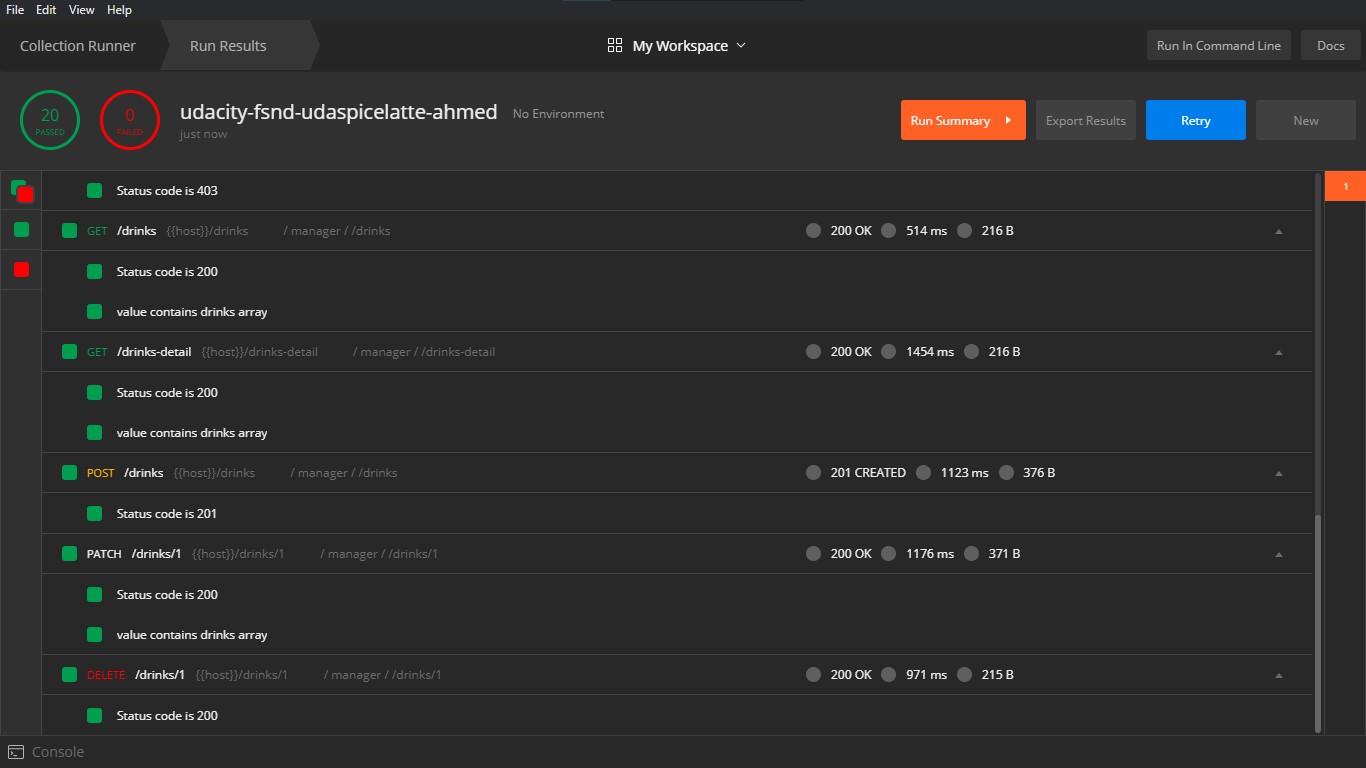 File Edit View Help
Collection Runner Run Results My Workspace Run In Command Line Docs
20 PASSED
0 FAILED
udacity-fsnd-udaspicelatte-ahmed No Environment
just now
Run Summary Export Results Retry New
1
Status code is 403
GET /drinks {{host}}/drinks / manager / /drinks 200 OK 514 ms 216 B
Status code is 200
value contains drinks array
GET /drinks-detail {{host}}/drinks-detail / manager / /drinks-detail 200 OK 1454 ms 216 B
Status code is 200
value contains drinks array
POST /drinks {{host}}/drinks / manager / /drinks 201 CREATED 1123 ms 376 B
Status code is 201
PATCH /drinks/1 {{host}}/drinks/1 / manager / /drinks/1 200 OK 1176 ms 371 B
Status code is 200
value contains drinks array
DELETE /drinks/1 {{host}}/drinks/1 / manager / /drinks/1 200 OK 971 ms 215 B
Status code is 200
Console